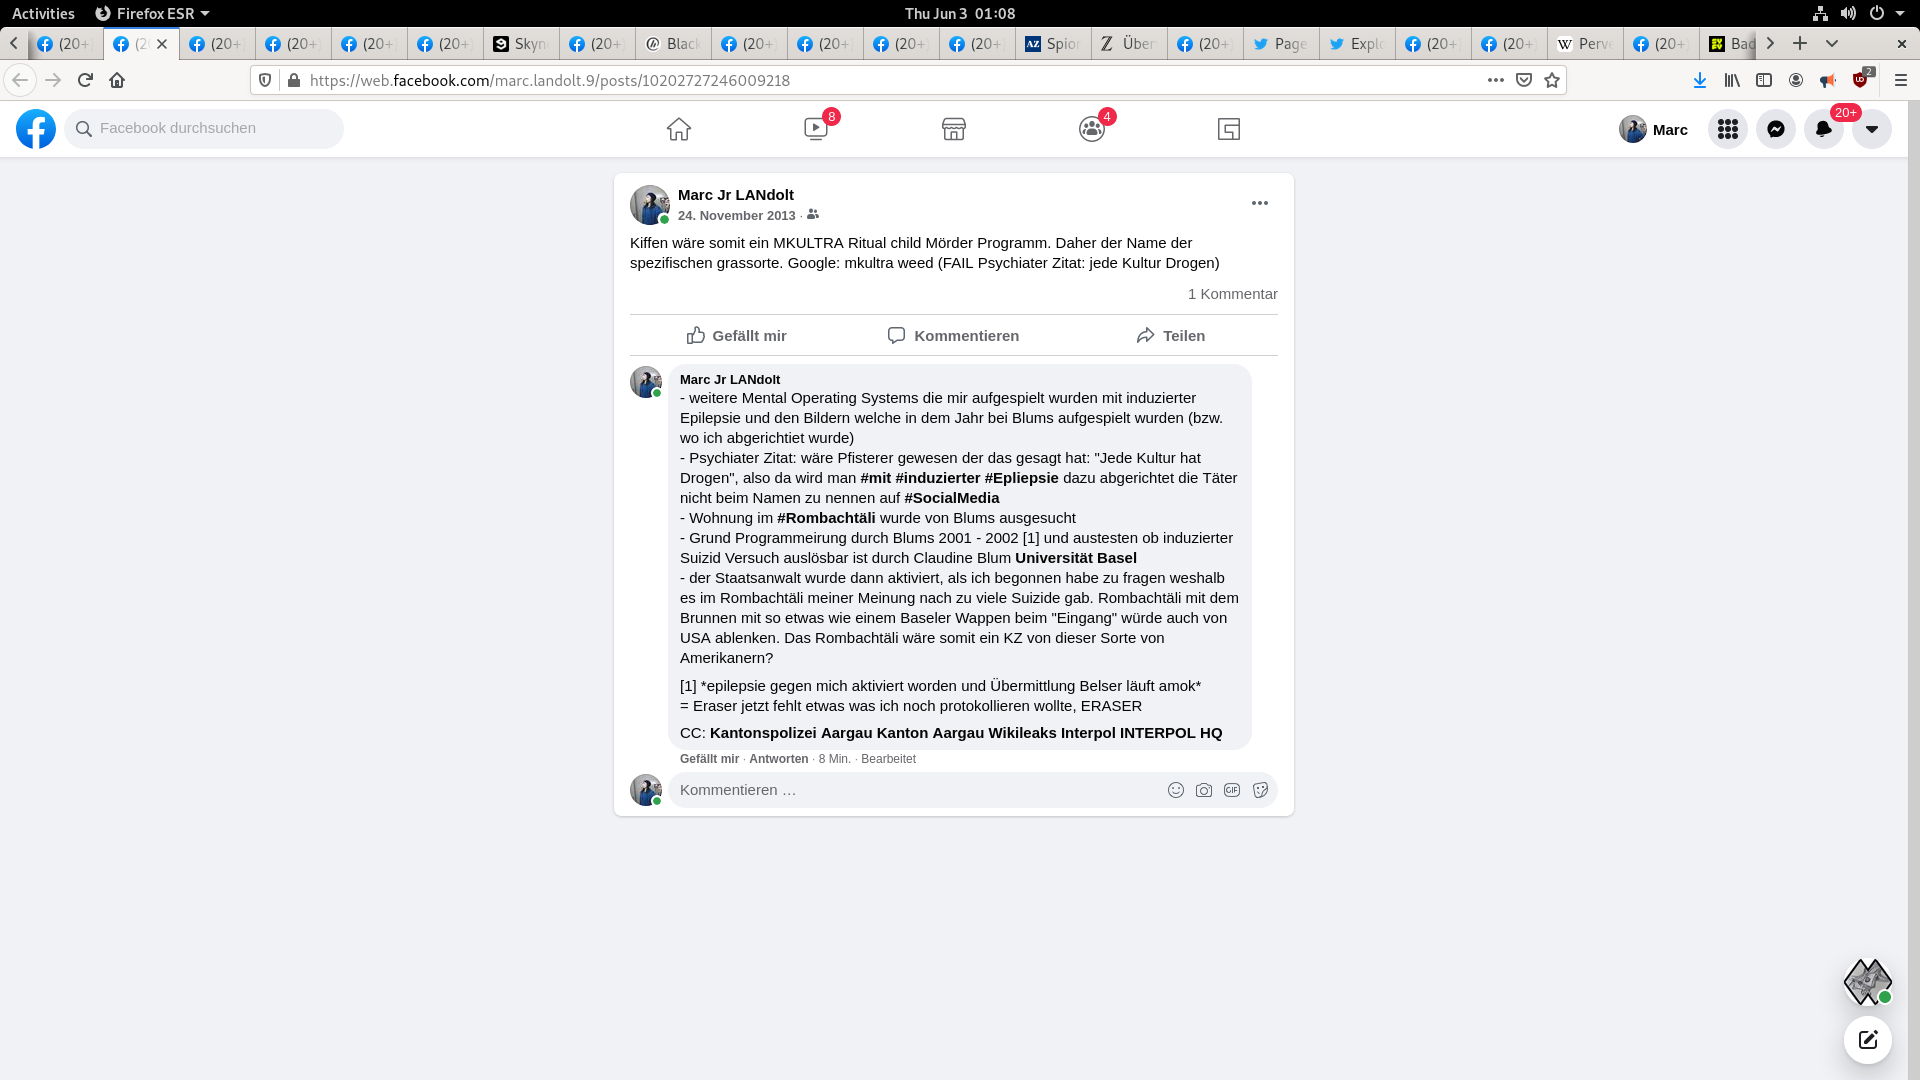 Activities
Firefox ESR
Thu Jun 3 01:08
(20+
(20
(20+
(20+
(20+
(20+
Skyn
(20+
Black
(20+
(20+
(20+
(20+
Spio
Über
(20+
Page
Explo
(20+
(20+
Perve
(20+
Bad
https://web.facebook.com/marc.landolt.9/posts/10202727246009218
2
Facebook durchsuchen
8
4
Marc
20+
Marc Jr LANdolt
24. November 2013 ·
Kiffen wäre somit ein MKULTRA Ritual child Mörder Programm. Daher der Name der
spezifischen grassorte. Google: mkultra weed (FAIL Psychiater Zitat: jede Kultur Drogen)
1 Kommentar
Gefällt mir
Kommentieren
Teilen
Marc Jr LANdolt
- weitere Mental Operating Systems die mir aufgespielt wurden mit induzierter
Epilepsie und den Bildern welche in dem Jahr bei Blums aufgespielt wurden (bzw.
wo ich abgerichtiet wurde)
- Psychiater Zitat: wäre Pfisterer gewesen der das gesagt hat: "Jede Kultur hat
Drogen", also da wird man #mit #induzierter #Epliepsie dazu abgerichtet die Täter
nicht beim Namen zu nennen auf #SocialMedia
- Wohnung im #Rombachtäli wurde von Blums ausgesucht
- Grund Programmeirung durch Blums 2001 - 2002 [1] und austesten ob induzierter
Suizid Versuch auslösbar ist durch Claudine Blum Universität Basel
- der Staatsanwalt wurde dann aktiviert, als ich begonnen habe zu fragen weshalb
es im Rombachtäli meiner Meinung nach zu viele Suizide gab. Rombachtäli mit dem
Brunnen mit so etwas wie einem Baseler Wappen beim "Eingang" würde auch von
USA ablenken. Das Rombachtäli wäre somit ein KZ von dieser Sorte von
Amerikanern?
[1] *epilepsie gegen mich aktiviert worden und Übermittlung Belser läuft amok*
= Eraser jetzt fehlt etwas was ich noch protokollieren wollte, ERASER
CC: Kantonspolizei Aargau Kanton Aargau Wikileaks Interpol INTERPOL HQ
Gefällt mir · Antworten · 8 Min. · Bearbeitet
Kommentieren …
GIF